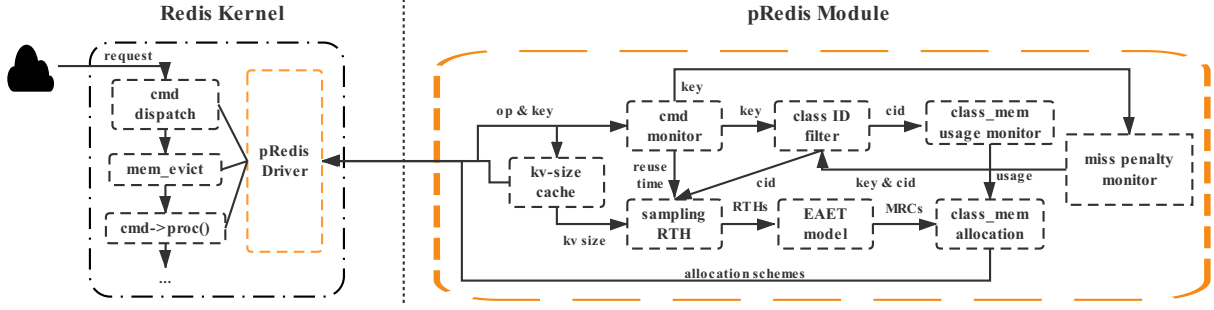 Redis Kernel
pRedis Module
request
cmd
dispatch
mem_evict
cmd->proc()
...
pRedis
Driver
op & key
kv-size
cache
kv size
key
cmd
monitor
key
class ID
filter
cid
class_mem
usage monitor
miss penalty
monitor
reuse
time
cid
key & cid
usage
sampling
RTH
RTHs
EAET
model
MRCs
class_mem
allocation
allocation schemes